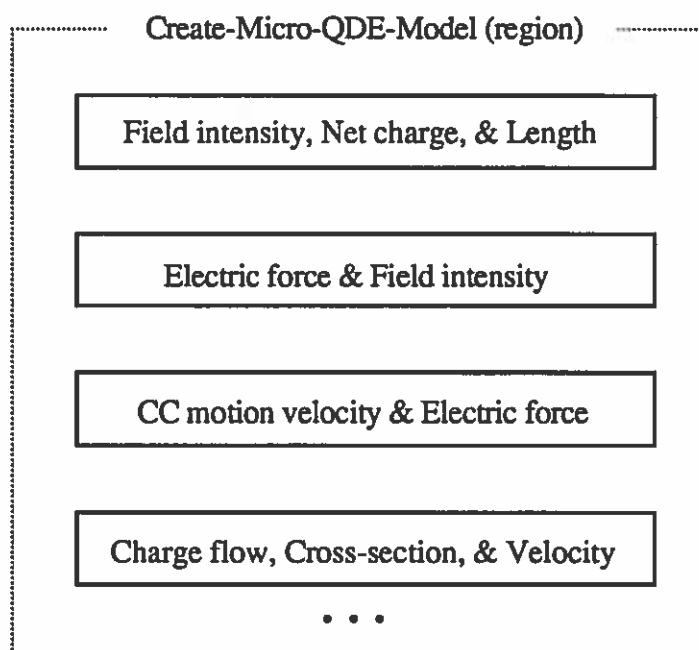 Create-Micro-QDE-Model (region)
Field intensity, Net charge, & Length
Electric force & Field intensity
CC motion velocity & Electric force
Charge flow, Cross-section, & Velocity
• • •